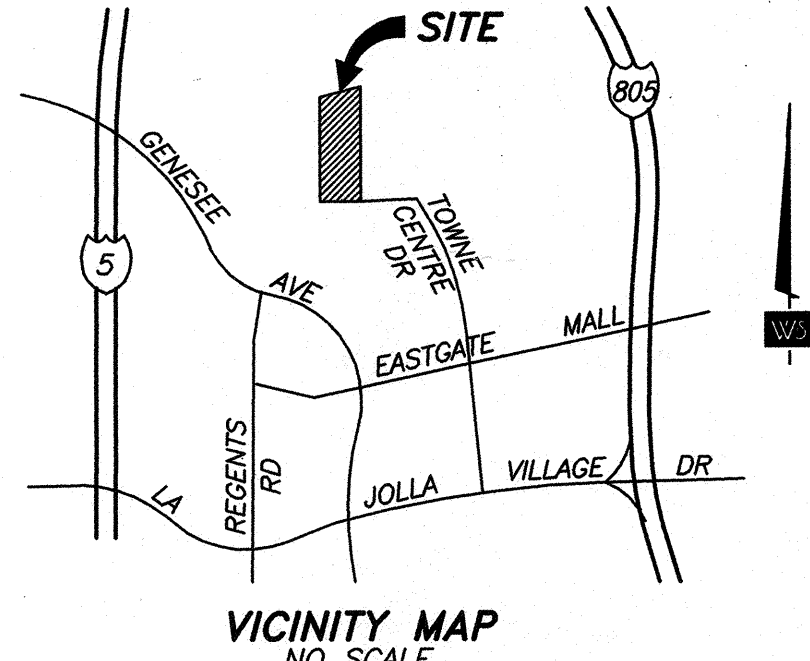 SITE
805
GENESEE
AVE
TOWNE
CENTRE
DR
5
WS
MALL
EASTGATE
REGENTS
RD
LA
JOLLA
VILLAGE
DR
VICINITY MAP
NO SCALE